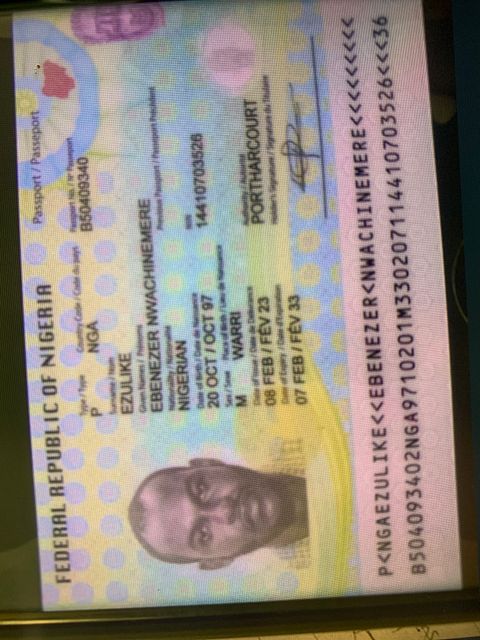 FEDERAL REPUBLIC OF NIGERIA
Passport / Passeport
Type / Type
Country Code / Code du pays
Passport No. / N° Passeport
P
NGA
B50409340
Surname / Nom
EZULIKE
Given Names / Prénoms
EBENEZER NWACHINEMERE
Nationality / Nationalité
Previous Passport / Passeport Précédent
NIGERIAN
Date of Birth / Date de Naissance
NIN
20 OCT / OCT 97
14410703526
Sex / Sexe
Place of Birth / Lieu de Naissance
M
WARRI
Date of Issue / Date de Délivrance
Authority / Autorité
08 FEB / FÉV 23
PORTHARCOURT
Date of Expiry / Date d'Expiration
Holder's Signature / Signature du Titulaire
07 FEB / FÉV 33
P<NGAEZULIKE<<EBENEZER<NWACHINEMERE<<<<<<<<<
B504093402NGA9710201M330207114410703526<<<36